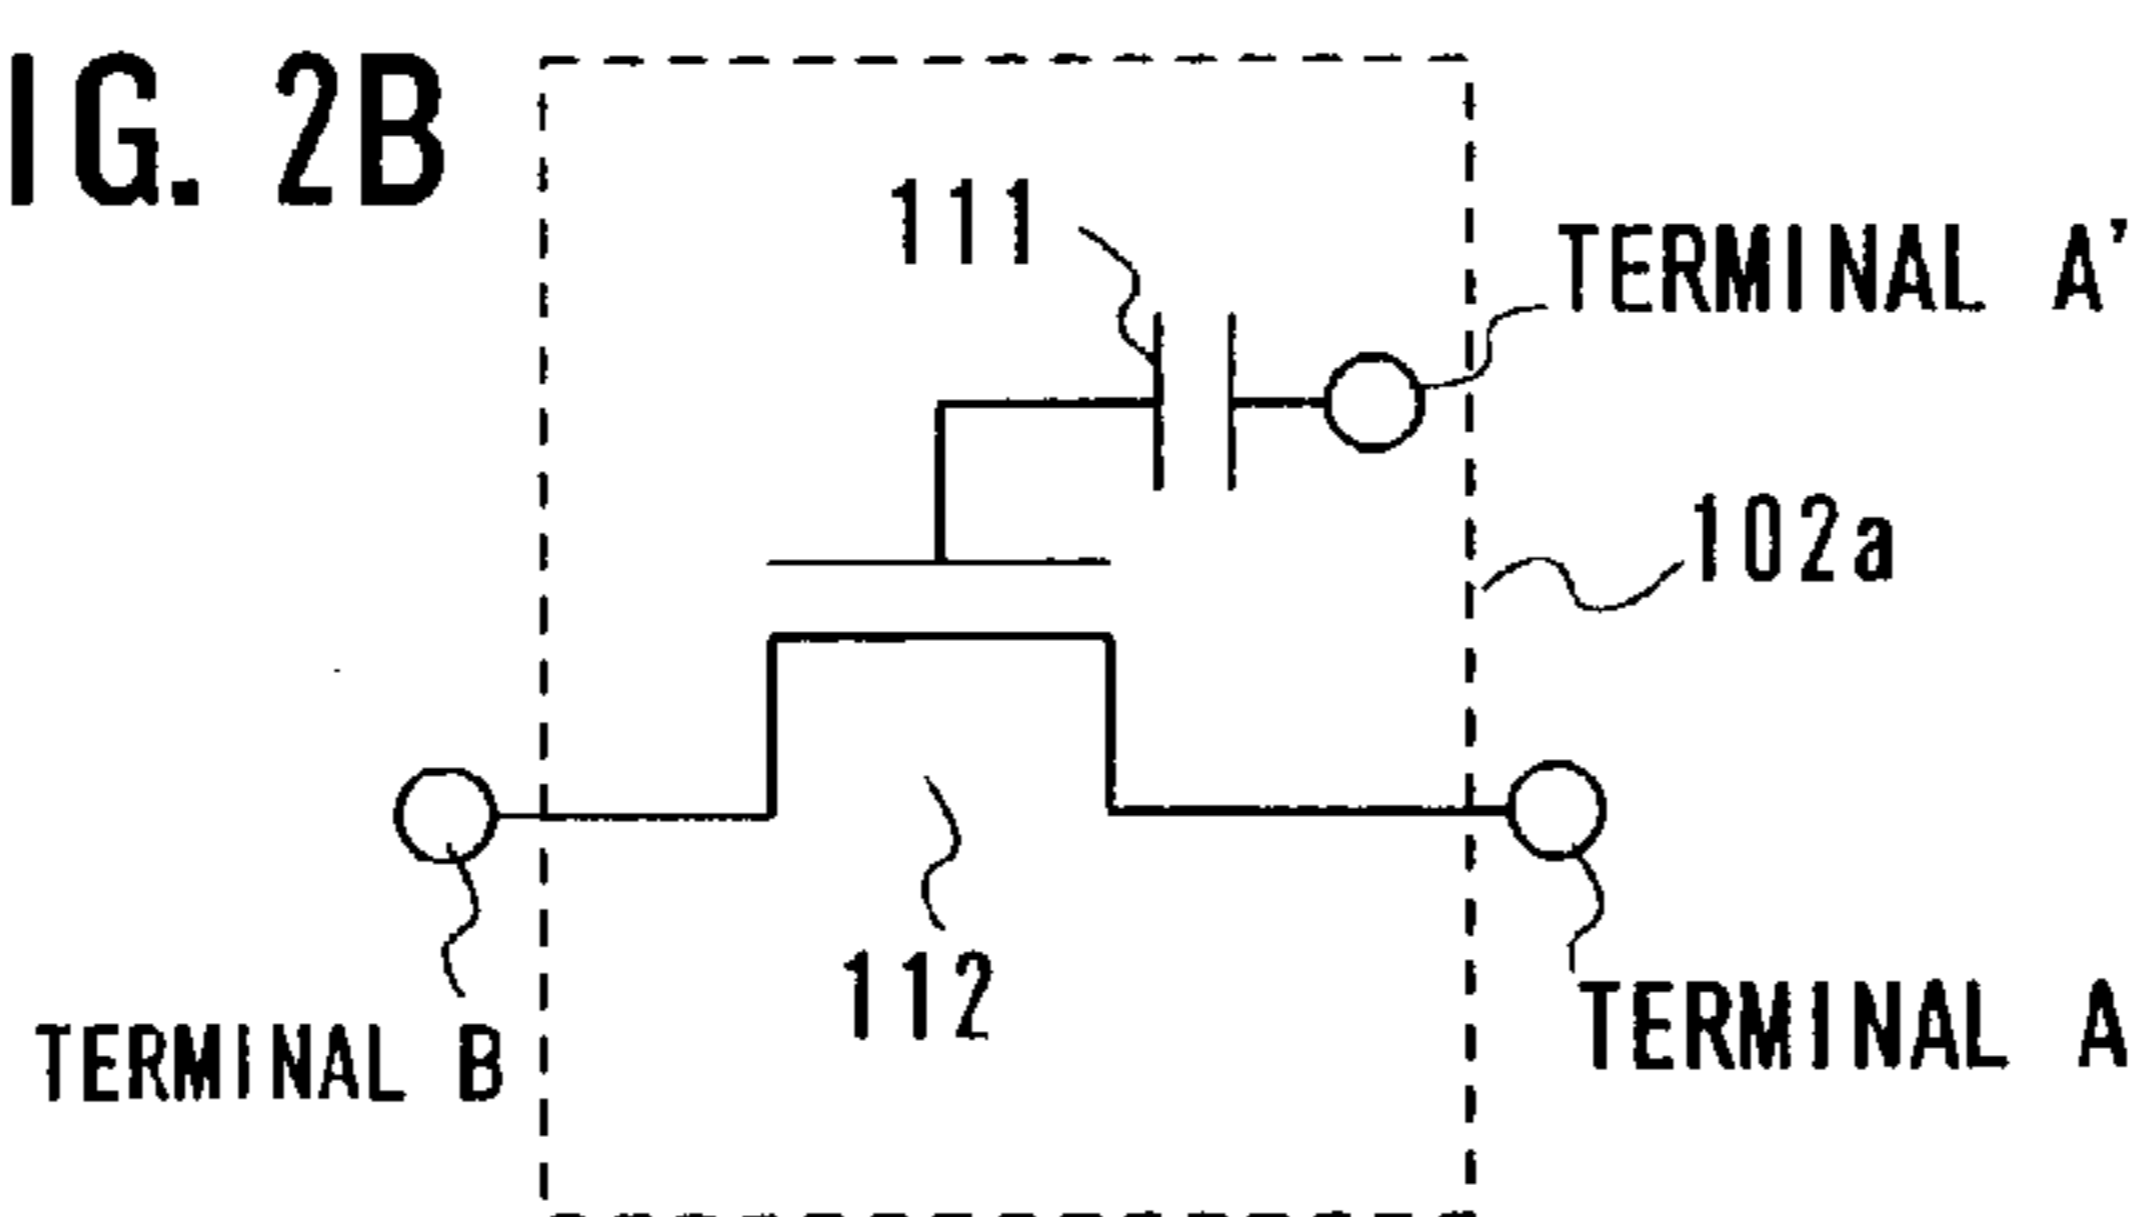 IG. 2B
111
TERMINAL A'
102a
112
TERMINAL B
TERMINAL A